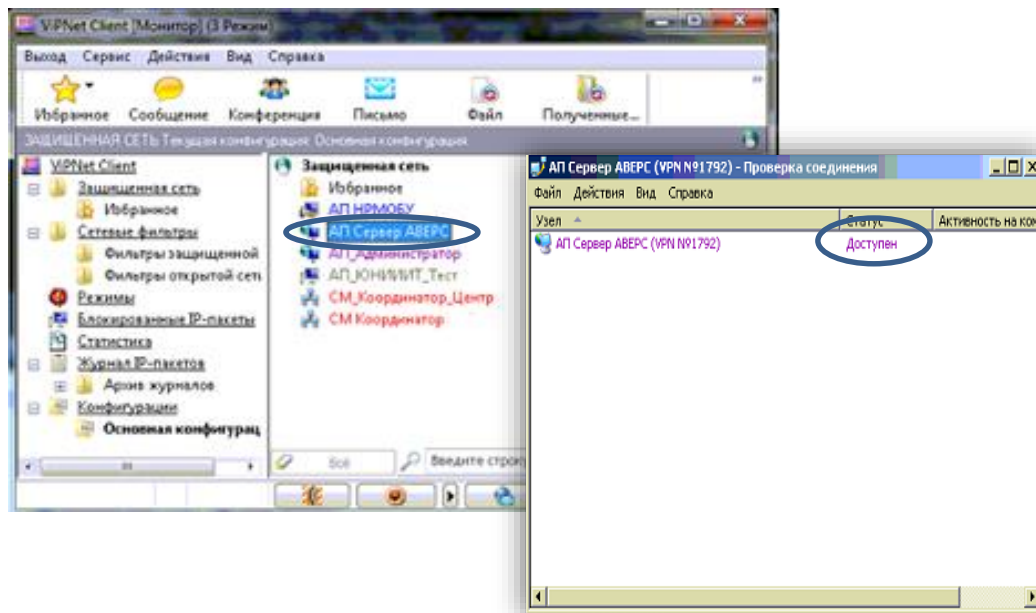 ViPNet Client [Монитор] (3 Режим)
Выход Сервис Действия Вид Справка
Избранное Сообщение Конференция Письмо Файл Полученные...
ЗАЩИЩЕННАЯ СЕТЬ: Текущая конфигурация: Основная конфигурация
ViPNet Client
Защищенная сеть
Избранное
Сетевые фильтры
Фильтры защищенной
Фильтры открытой сети
Режимы
Блокированные IP-пакеты
Статистика
Журнал IP-пакетов
Архив журналов
Конфигурации
Основная конфигурац
Защищенная сеть
Избранное
АП НРМОБУ
АП Сервер АВЕРС
АП_Администратор
АП_ЮНИИИТ_Тест
СМ_Координатор_Центр
СМ Координатор
Все Введите строку
АП Сервер АВЕРС (VPN №1792) - Проверка соединения
Файл Действия Вид Справка
Узел Статус Активность на ком
АП Сервер АВЕРС (VPN №1792) Доступен